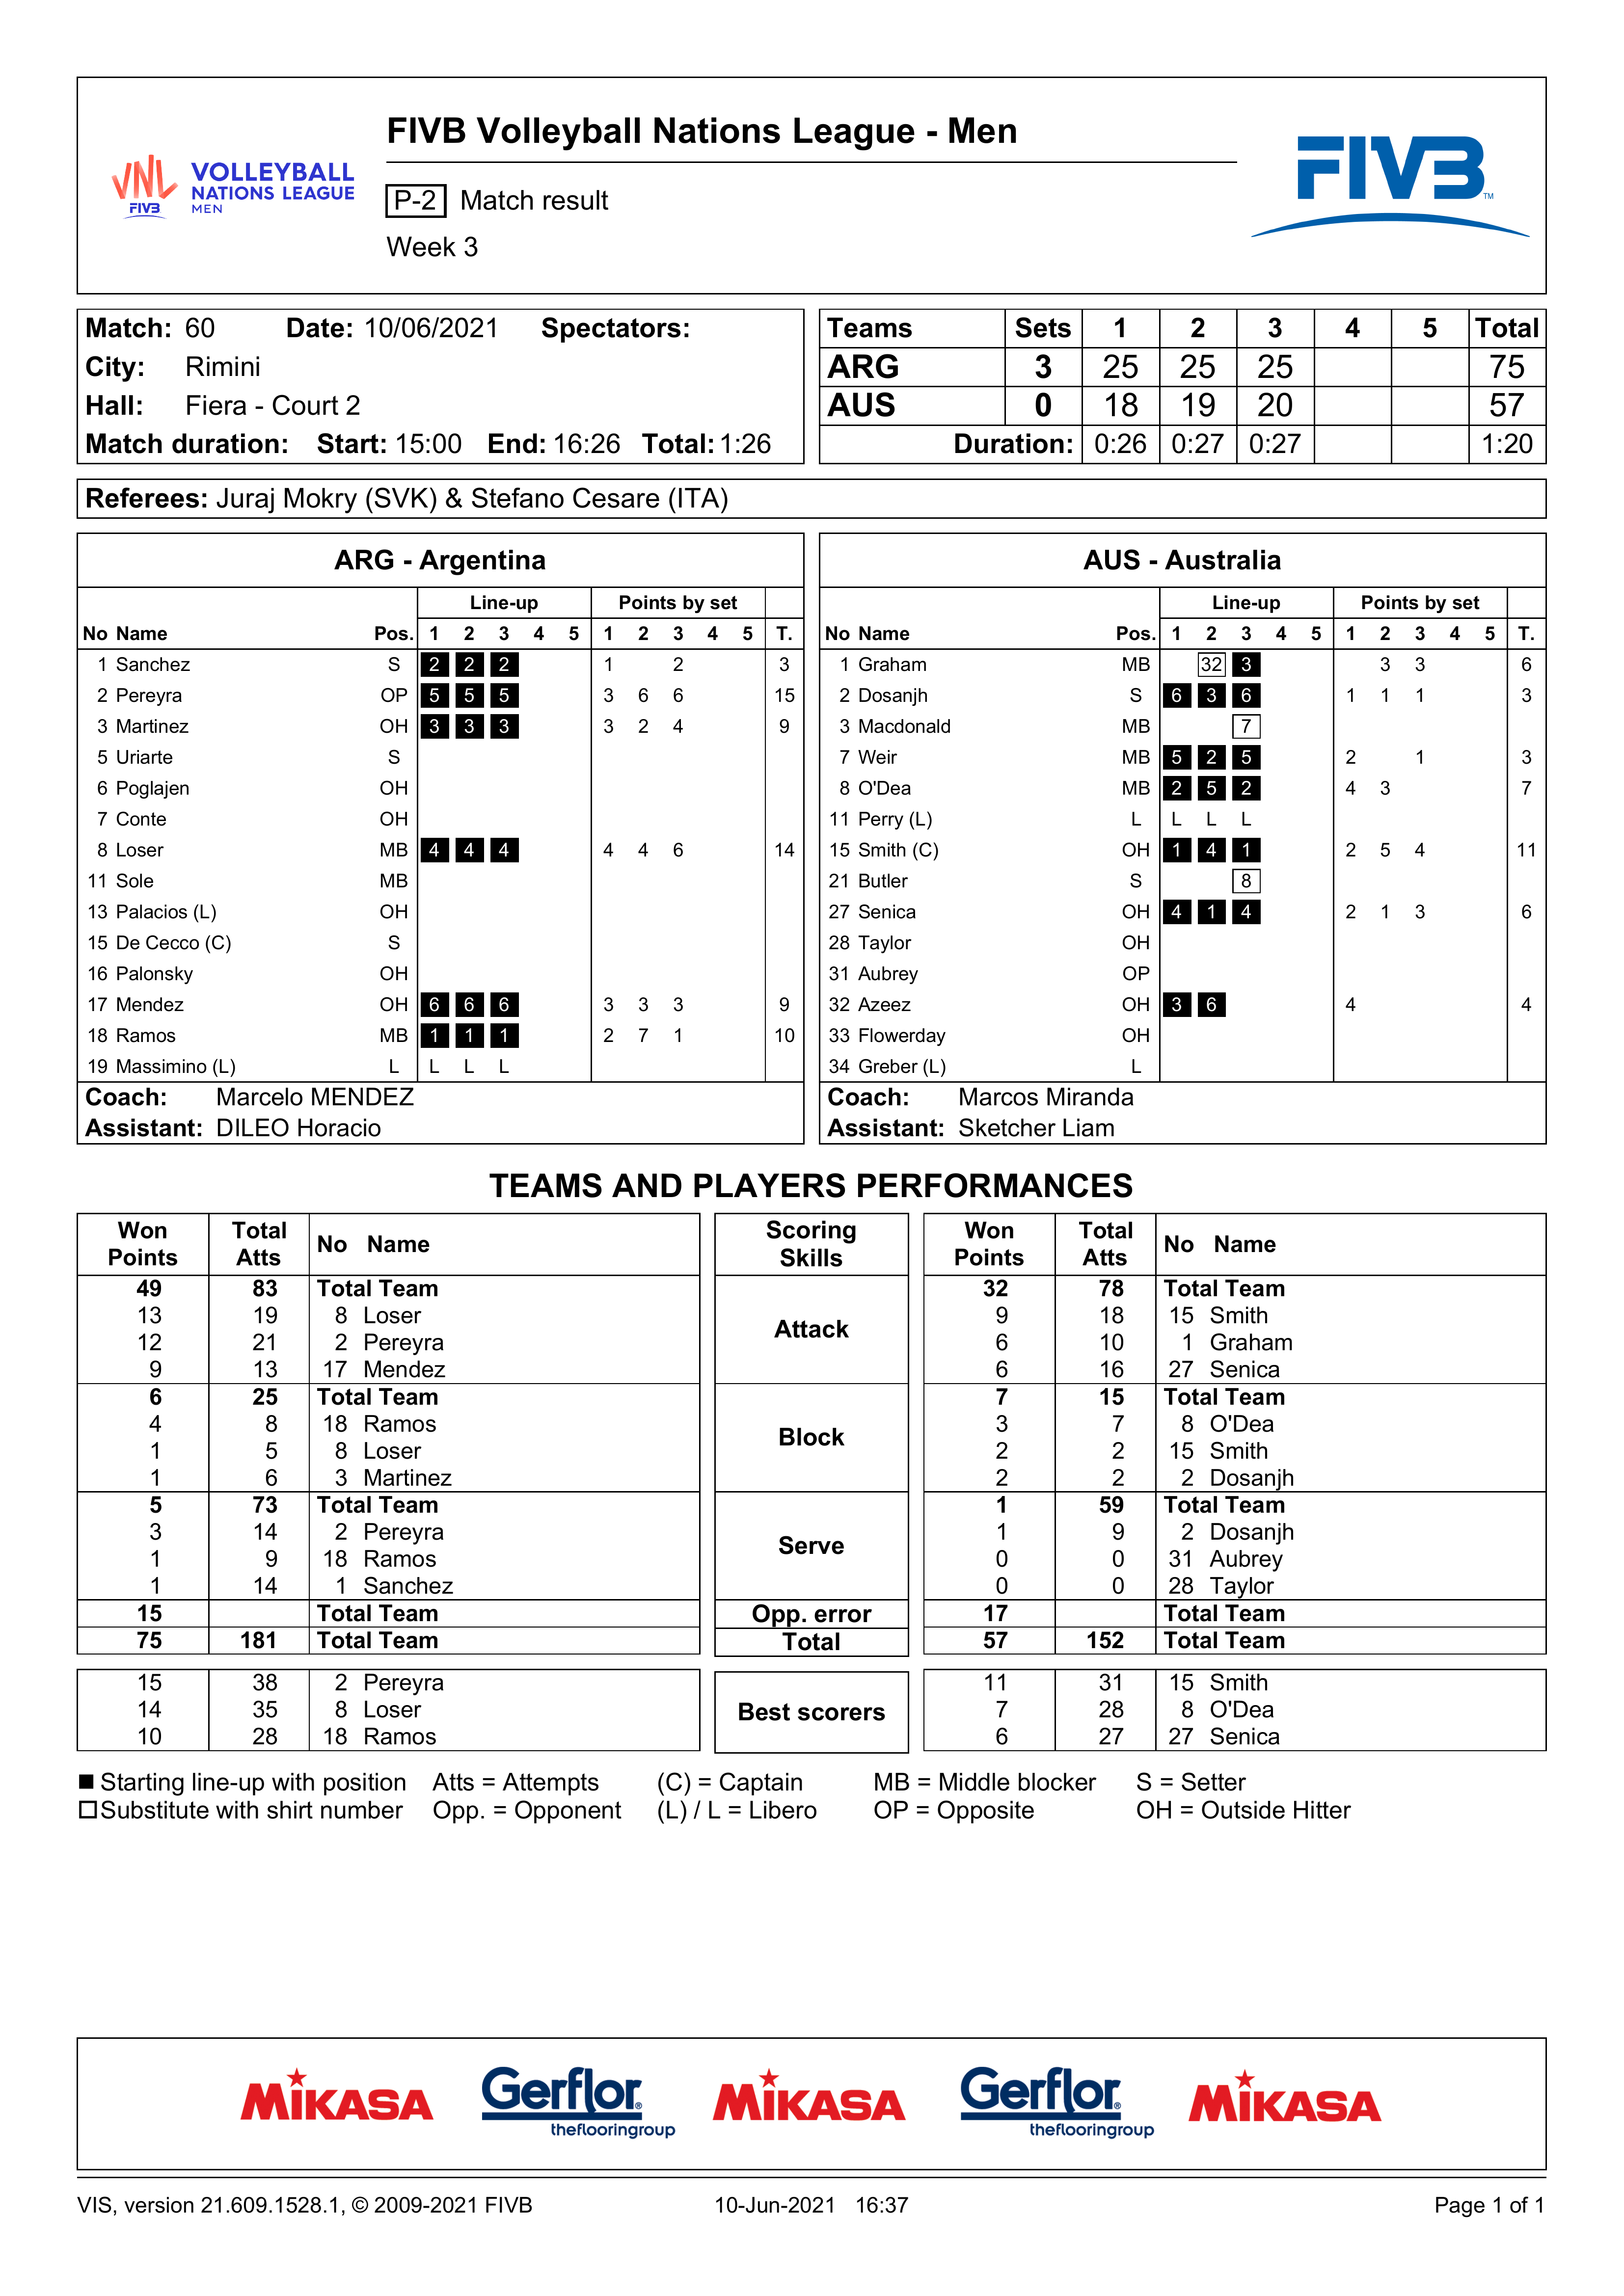 FIVB Volleyball Nations League - Men
VNL FIVB
VOLLEYBALL
NATIONS LEAGUE
MEN
P-2 Match result
Week 3
FIVB TM
Match: 60 Date: 10/06/2021 Spectators:
City: Rimini
Hall: Fiera - Court 2
Match duration: Start: 15:00 End: 16:26 Total: 1:26
Teams Sets 1 2 3 4 5 Total
ARG 3 25 25 25 75
AUS 0 18 19 20 57
Duration: 0:26 0:27 0:27 1:20
Referees: Juraj Mokry (SVK) & Stefano Cesare (ITA)
ARG - Argentina
Line-up Points by set
No Name Pos. 1 2 3 4 5 1 2 3 4 5 T.
1 Sanchez S 2 2 2 1 2 3
2 Pereyra OP 5 5 5 3 6 6 15
3 Martinez OH 3 3 3 3 2 4 9
5 Uriarte S
6 Poglajen OH
7 Conte OH
8 Loser MB 4 4 4 4 4 6 14
11 Sole MB
13 Palacios (L) OH
15 De Cecco (C) S
16 Palonsky OH
17 Mendez OH 6 6 6 3 3 3 9
18 Ramos MB 1 1 1 2 7 1 10
19 Massimino (L) L L L L
Coach: Marcelo MENDEZ
Assistant: DILEO Horacio
AUS - Australia
Line-up Points by set
No Name Pos. 1 2 3 4 5 1 2 3 4 5 T.
1 Graham MB 32 3 3 3 6
2 Dosanjh S 6 3 6 1 1 1 3
3 Macdonald MB 7
7 Weir MB 5 2 5 2 1 3
8 O'Dea MB 2 5 2 4 3 7
11 Perry (L) L L L L
15 Smith (C) OH 1 4 1 2 5 4 11
21 Butler S 8
27 Senica OH 4 1 4 2 1 3 6
28 Taylor OH
31 Aubrey OP
32 Azeez OH 3 6 4 4
33 Flowerday OH
34 Greber (L) L
Coach: Marcos Miranda
Assistant: Sketcher Liam
TEAMS AND PLAYERS PERFORMANCES
Won Points Total Atts No Name Scoring Skills Won Points Total Atts No Name
49 83 Total Team Attack 32 78 Total Team
13 19 8 Loser 9 18 15 Smith
12 21 2 Pereyra 6 10 1 Graham
9 13 17 Mendez 6 16 27 Senica
6 25 Total Team Block 7 15 Total Team
4 8 18 Ramos 3 7 8 O'Dea
1 5 8 Loser 2 2 15 Smith
1 6 3 Martinez 2 2 2 Dosanjh
5 73 Total Team Serve 1 59 Total Team
3 14 2 Pereyra 1 9 2 Dosanjh
1 9 18 Ramos 0 0 31 Aubrey
1 14 1 Sanchez 0 0 28 Taylor
15 Total Team Opp. error 17 Total Team
75 181 Total Team Total 57 152 Total Team
15 38 2 Pereyra Best scorers 11 31 15 Smith
14 35 8 Loser 7 28 8 O'Dea
10 28 18 Ramos 6 27 27 Senica
Starting line-up with position Atts = Attempts (C) = Captain MB = Middle blocker S = Setter
Substitute with shirt number Opp. = Opponent (L) / L = Libero OP = Opposite OH = Outside Hitter
MIKASA Gerflor® theflooringgroup MIKASA Gerflor® theflooringgroup MIKASA
VIS, version 21.609.1528.1, © 2009-2021 FIVB 10-Jun-2021 16:37 Page 1 of 1